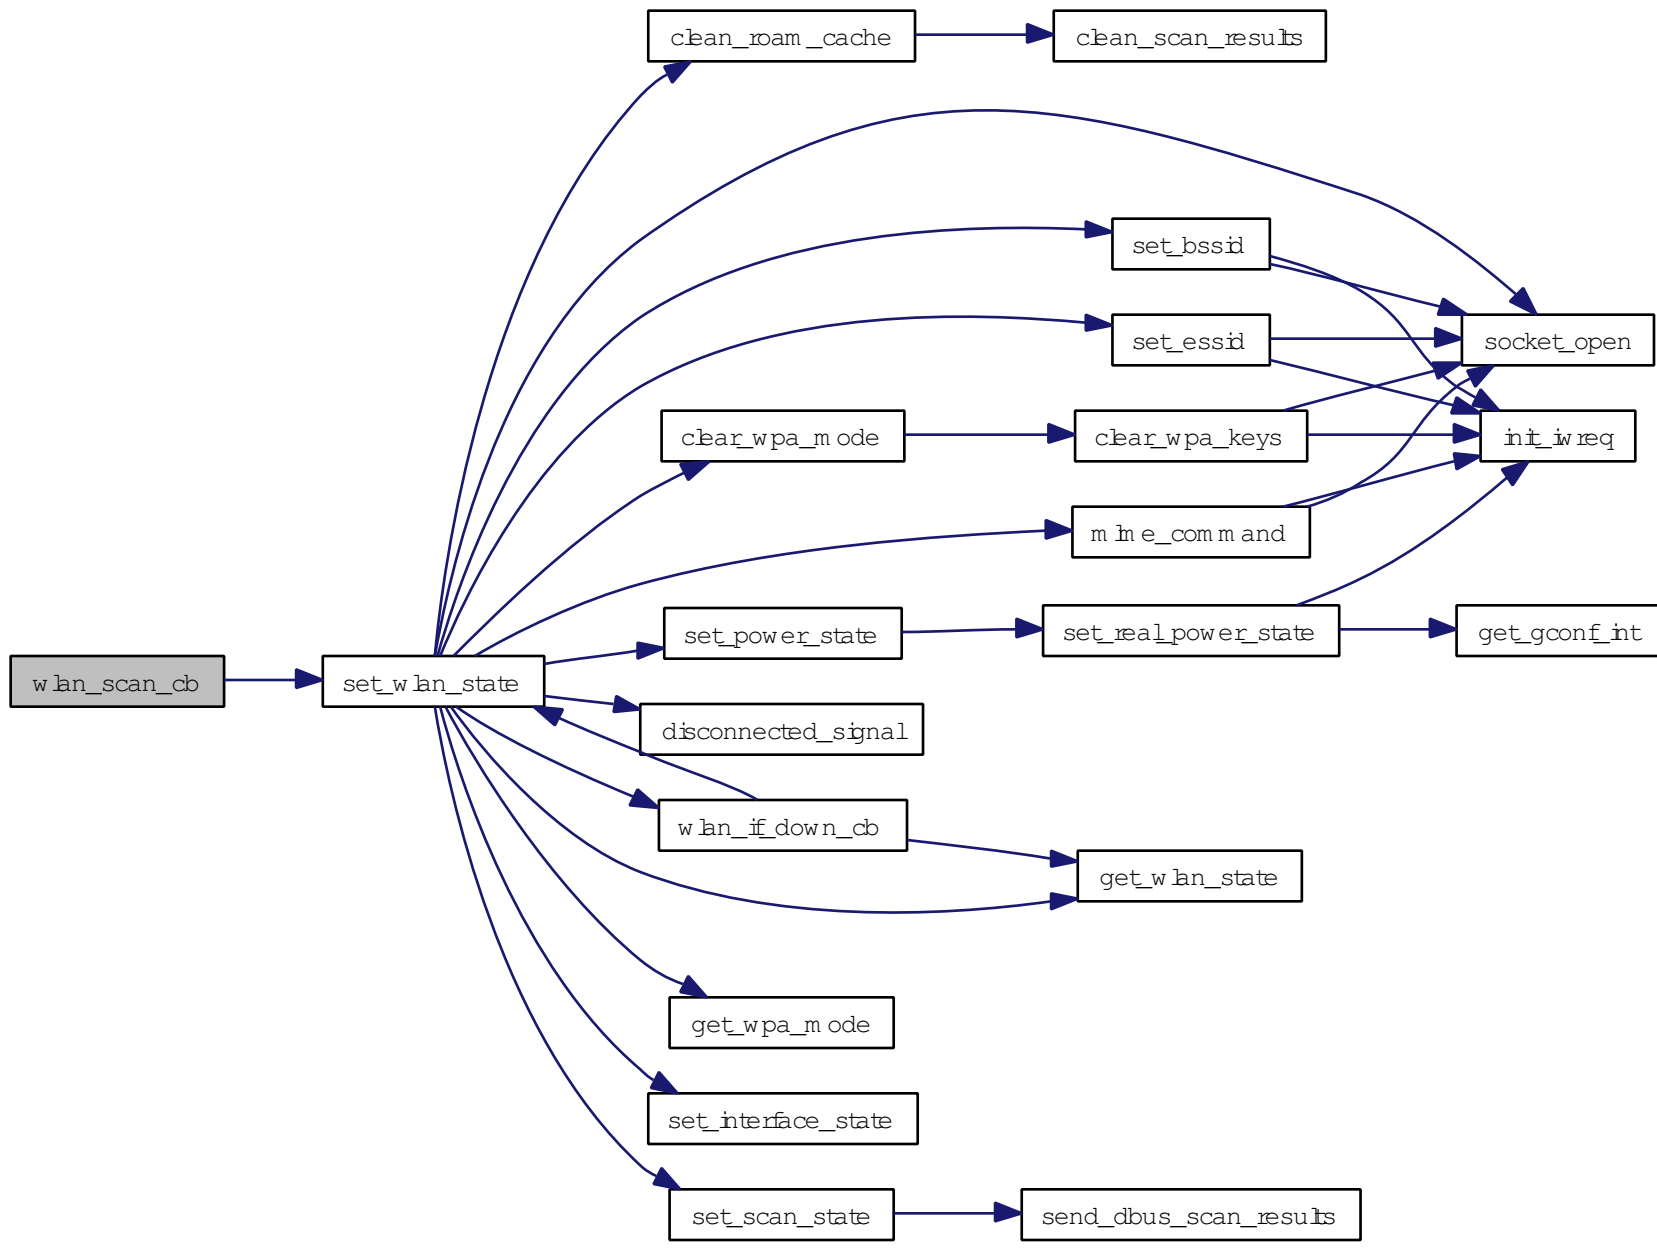 clean_roam_cache
clean_scan_results
set_bssid
set_essid
socket_open
clear_wpa_mode
clear_wpa_keys
init_iwreq
mlme_command
set_power_state
set_real_power_state
get_gconf_int
wlan_scan_cb
set_wlan_state
disconnected_signal
wlan_if_down_cb
get_wlan_state
get_wpa_mode
set_interface_state
set_scan_state
send_dbus_scan_results